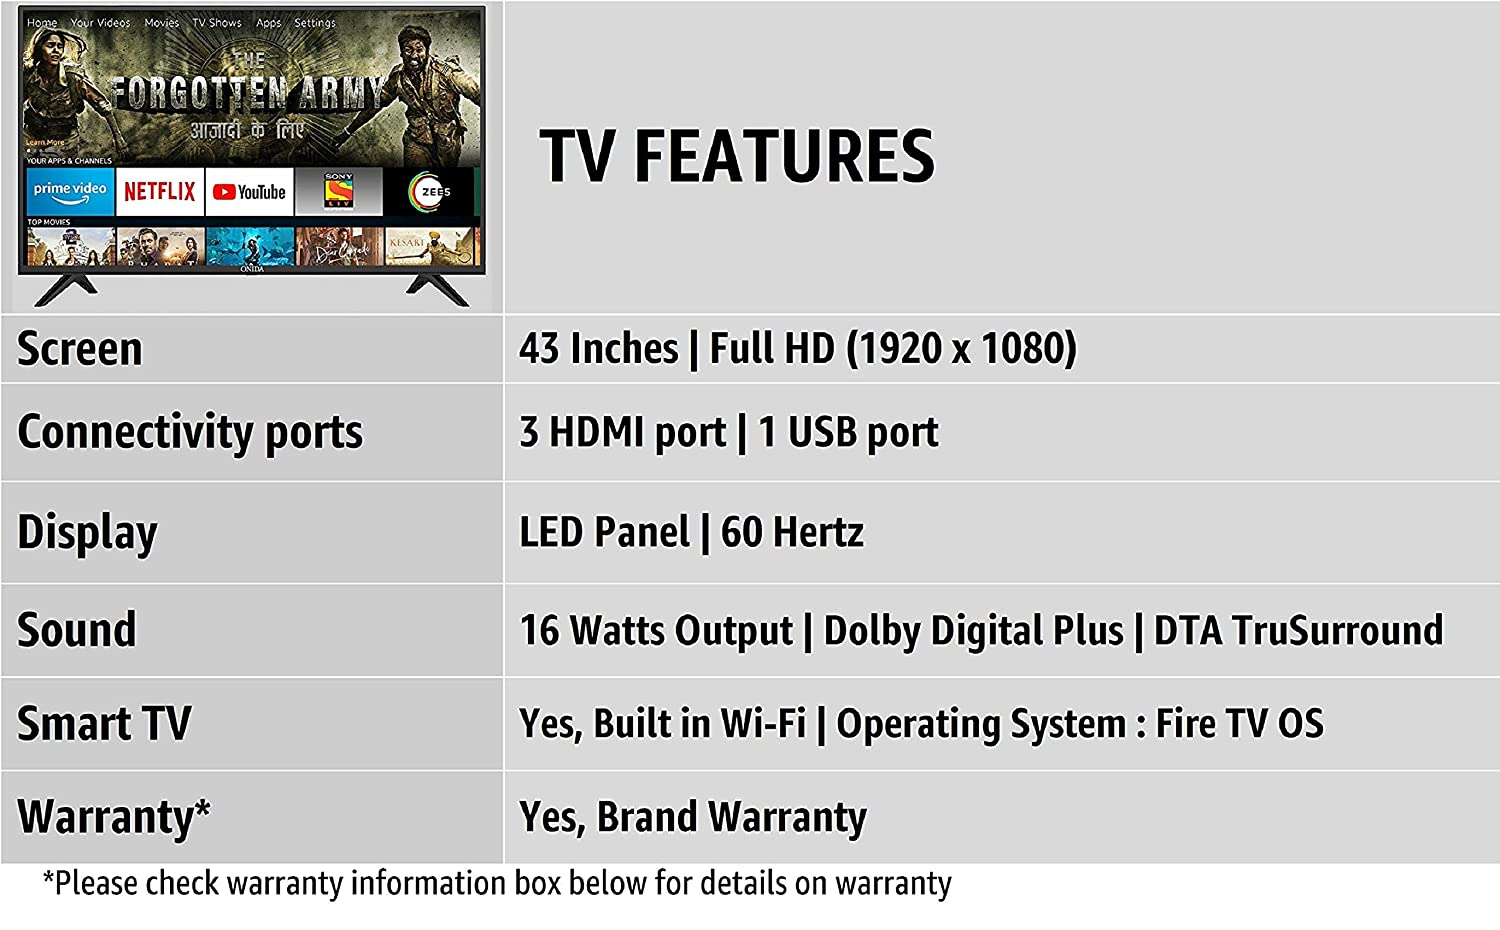 Home Your Videos Movies TV Shows Apps Settings
THE
FORGOTTEN ARMY
आजादी के लिए
Learn More
YOUR APPS & CHANNELS
prime video NETFLIX YouTube SONY LIV ZEE5
TOP MOVIES
BHARAT Dear Comrade KESARI
ONIDA
TV FEATURES
Screen 43 Inches | Full HD (1920 x 1080)
Connectivity ports 3 HDMI port | 1 USB port
Display LED Panel | 60 Hertz
Sound 16 Watts Output | Dolby Digital Plus | DTA TruSurround
Smart TV Yes, Built in Wi-Fi | Operating System : Fire TV OS
Warranty* Yes, Brand Warranty
*Please check warranty information box below for details on warranty